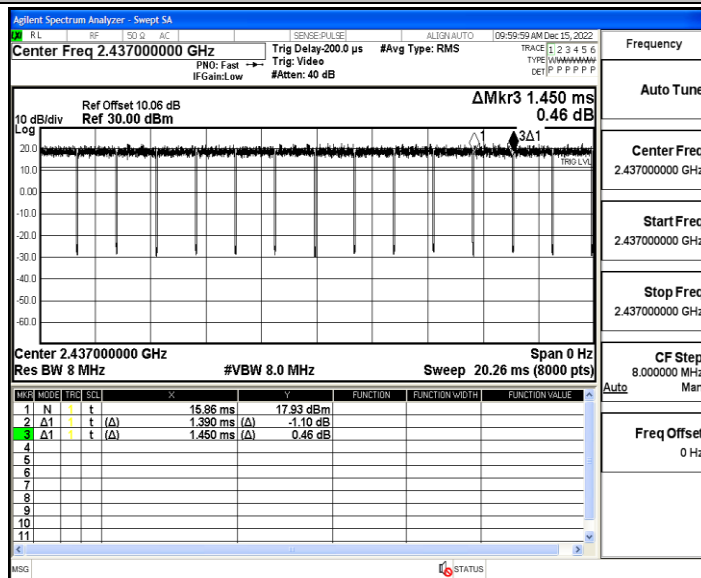 Agilent Spectrum Analyzer - Swept SA
RL RF 50 Ω AC SENSE:PULSE ALIGN AUTO 09:59:59 AM Dec 15, 2022
Center Freq 2.437000000 GHz
PNO: Fast
IFGain:Low
Trig Delay-200.0 µs
Trig: Video
#Atten: 40 dB
#Avg Type: RMS
TRACE 1 2 3 4 5 6
TYPE WWWWWW
DET P P P P P P
ΔMkr3 1.450 ms
0.46 dB
Ref Offset 10.06 dB
10 dB/div Ref 30.00 dBm
Log
1
3Δ1
TRIG LVL
20.0
10.0
0.00
-10.0
-20.0
-30.0
-40.0
-50.0
-60.0
Center 2.437000000 GHz Span 0 Hz
Res BW 8 MHz #VBW 8.0 MHz Sweep 20.26 ms (8000 pts)
MKR MODE TRC SCL X Y FUNCTION FUNCTION WIDTH FUNCTION VALUE
1 N 1 t 15.86 ms 17.93 dBm
2 Δ1 1 t (Δ) 1.390 ms (Δ) -1.10 dB
3 Δ1 1 t (Δ) 1.450 ms (Δ) 0.46 dB
4
5
6
7
8
9
10
11
MSG STATUS
Frequency
Auto Tune
Center Freq
2.437000000 GHz
Start Freq
2.437000000 GHz
Stop Freq
2.437000000 GHz
CF Step
8.000000 MHz
Auto Man
Freq Offset
0 Hz